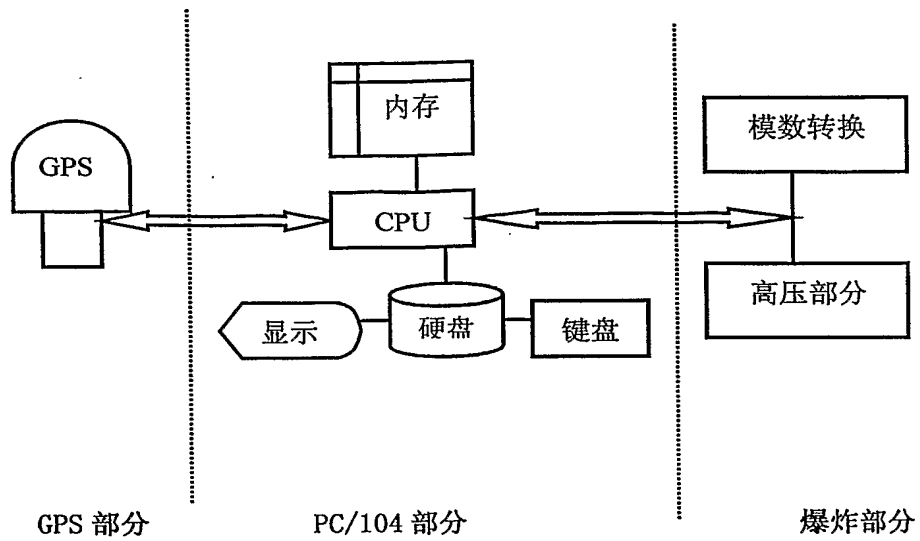 内存
模数转换
GPS
CPU
高压部分
显示
硬盘
键盘
GPS 部分
PC/104 部分
爆炸部分